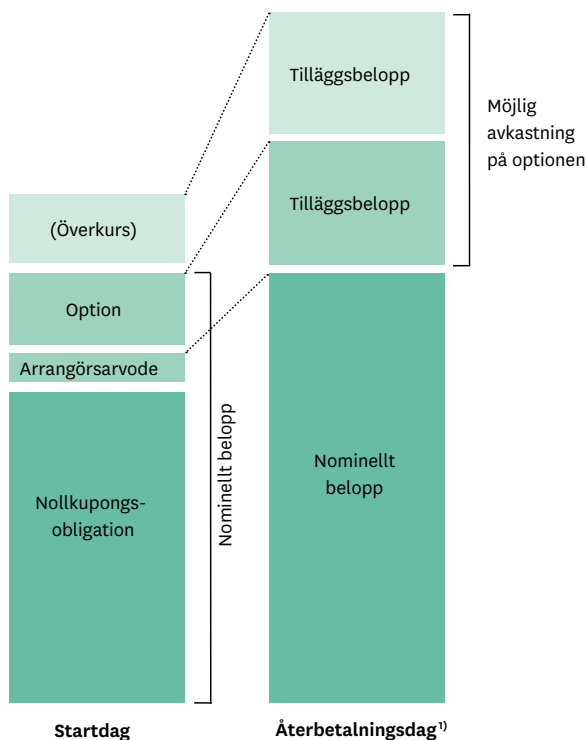 Tilläggsbelopp
Möjlig
avkastning
på optionen
Tilläggsbelopp
(Överkurs)
Option
Arrangörsarvode
Nominellt belopp
Nollkupongs-
obligation
Nominellt
belopp
Startdag
Återbetalningsdag¹⁾